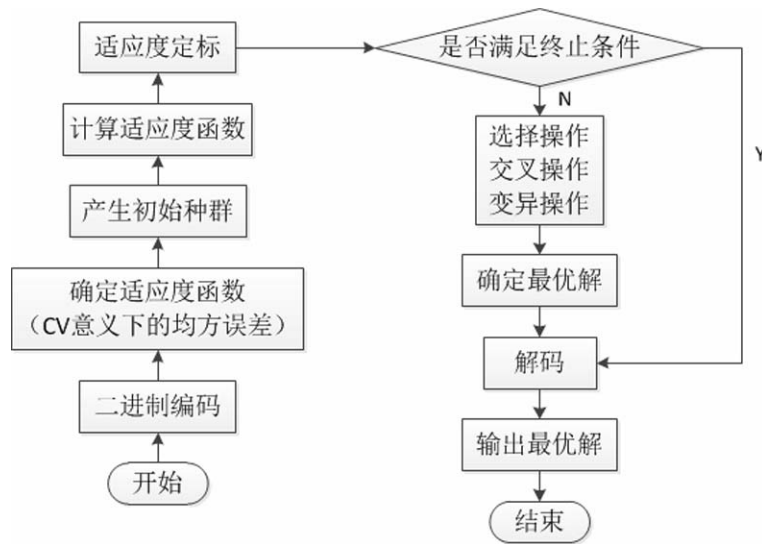 开始
二进制编码
确定适应度函数
（CV意义下的均方误差）
产生初始种群
计算适应度函数
适应度定标
是否满足终止条件
N
Y
选择操作
交叉操作
变异操作
确定最优解
解码
输出最优解
结束